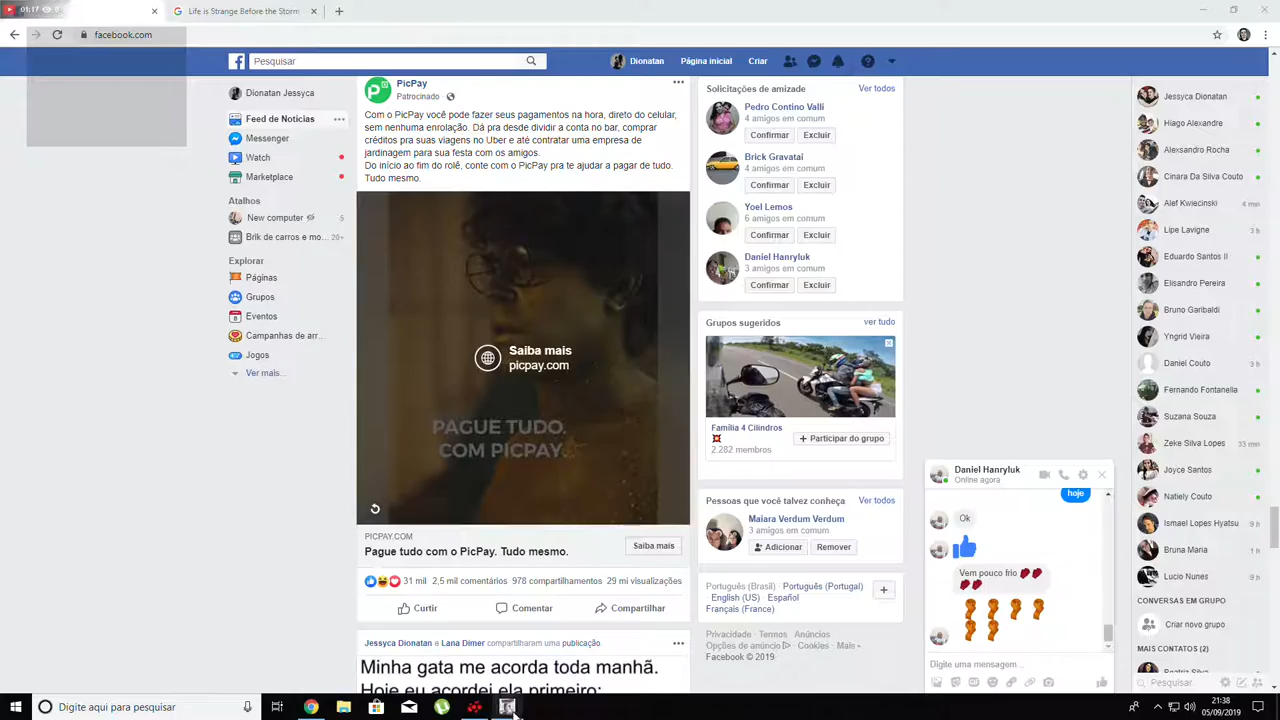 01:17
Life is Strange Before the Storm
facebook.com
Pesquisar
Dionatan
Página inicial
Criar
Dionatan Jessyca
Feed de Notícias
Messenger
Watch
Marketplace
Atalhos
New computer
5
Brik de carros e mo...
20+
Explorar
Páginas
Grupos
Eventos
Campanhas de arr...
Jogos
Ver mais...
PicPay
Patrocinado
Com o PicPay você pode fazer seus pagamentos na hora, direto do celular,
sem nenhuma enrolação. Dá pra desde dividir a conta no bar, comprar
créditos pra suas viagens no Uber e até contratar uma empresa de
jardinagem para sua festa com os amigos.
Do início ao fim do rolê, conte com o PicPay pra te ajudar a pagar de tudo.
Tudo mesmo.
Saiba mais
picpay.com
PAGUE TUDO.
COM PICPAY.
PICPAY.COM
Pague tudo com o PicPay. Tudo mesmo.
Saiba mais
31 mil
2,5 mil comentários
978 compartilhamentos
29 mi visualizações
Curtir
Comentar
Compartilhar
Jessyca Dionatan e Lana Dimer compartilharam uma publicação.
Minha gata me acorda toda manhã.
Hoje eu acordei ela primeiro:
Solicitações de amizade
Ver todos
Pedro Contino Valli
4 amigos em comum
Confirmar
Excluir
Brick Gravataí
4 amigos em comum
Confirmar
Excluir
Yoel Lemos
6 amigos em comum
Confirmar
Excluir
Daniel Hanryluk
3 amigos em comum
Confirmar
Excluir
Grupos sugeridos
ver tudo
Família 4 Cilindros
2.282 membros
Participar do grupo
Pessoas que você talvez conheça
Ver todos
Maiara Verdum Verdum
3 amigos em comum
Adicionar
Remover
Português (Brasil) · Português (Portugal)
· English (US) · Español
Français (France)
Privacidade · Termos · Anúncios
Opções de anúncio · Cookies · Mais
Facebook © 2019
Daniel Hanryluk
Online agora
hoje
Ok
Vem pouco frio
Digite uma mensagem...
Jessyca Dionatan
Hiago Alexandre
Alexsandro Rocha
Cinara Da Silva Couto
Alef Kwiecinski
4 min
Lipe Lavigne
3 h
Eduardo Santos II
Elisandro Pereira
Bruno Garibaldi
Yngrid Vieira
Daniel Couto
3 h
Fernando Fontanella
Suzana Souza
Zeke Silva Lopes
33 min
Joyce Santos
Natiely Couto
Ismael Lopes Hyatsu
3 h
Bruna Maria
1 h
Lucio Nunes
CONVERSAS EM GRUPO
Criar novo grupo
MAIS CONTATOS (2)
Beatriz Silva
Pesquisar
Digite aqui para pesquisar
21:38
05/09/2019